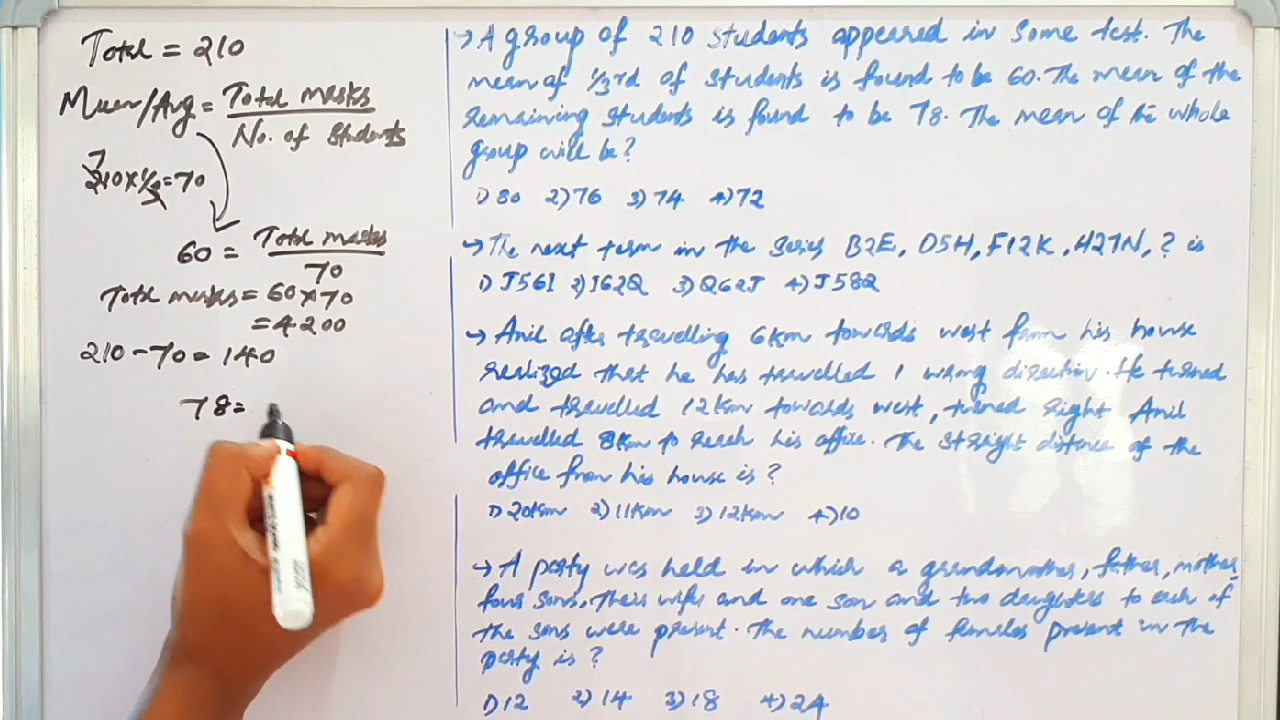 Total = 210
Mean/Avg = Total marks / No. of students
7
210 x 1/3 = 70
60 = Total marks / 70
Total marks = 60 x 70
= 4200
210 - 70 = 140
78 =
→ A group of 210 students appeared in some test. The
mean of 1/3rd of students is found to be 60. The mean of the
remaining students is found to be 78. The mean of the whole
group will be?
1) 80 2) 76 3) 74 4) 72
→ The next term in the series B2E, D5H, F12K, H27N, ? is
1) J56I 2) I62Q 3) Q62J 4) J58Q
→ Anil after travelling 6km towards west from his house
realized that he has travelled 1 wrong direction. He turned
and travelled 12km towards west, turned right Anil
travelled 8km to reach his office. The straight distance of the
office from his house is?
1) 20km 2) 11km 3) 12km 4) 10
→ A party was held in which a grandmother, father, mother,
four sons, their wifes and one son and two daughters to each of
the sons were present. The number of females present in the
party is?
1) 12 2) 14 3) 18 4) 24